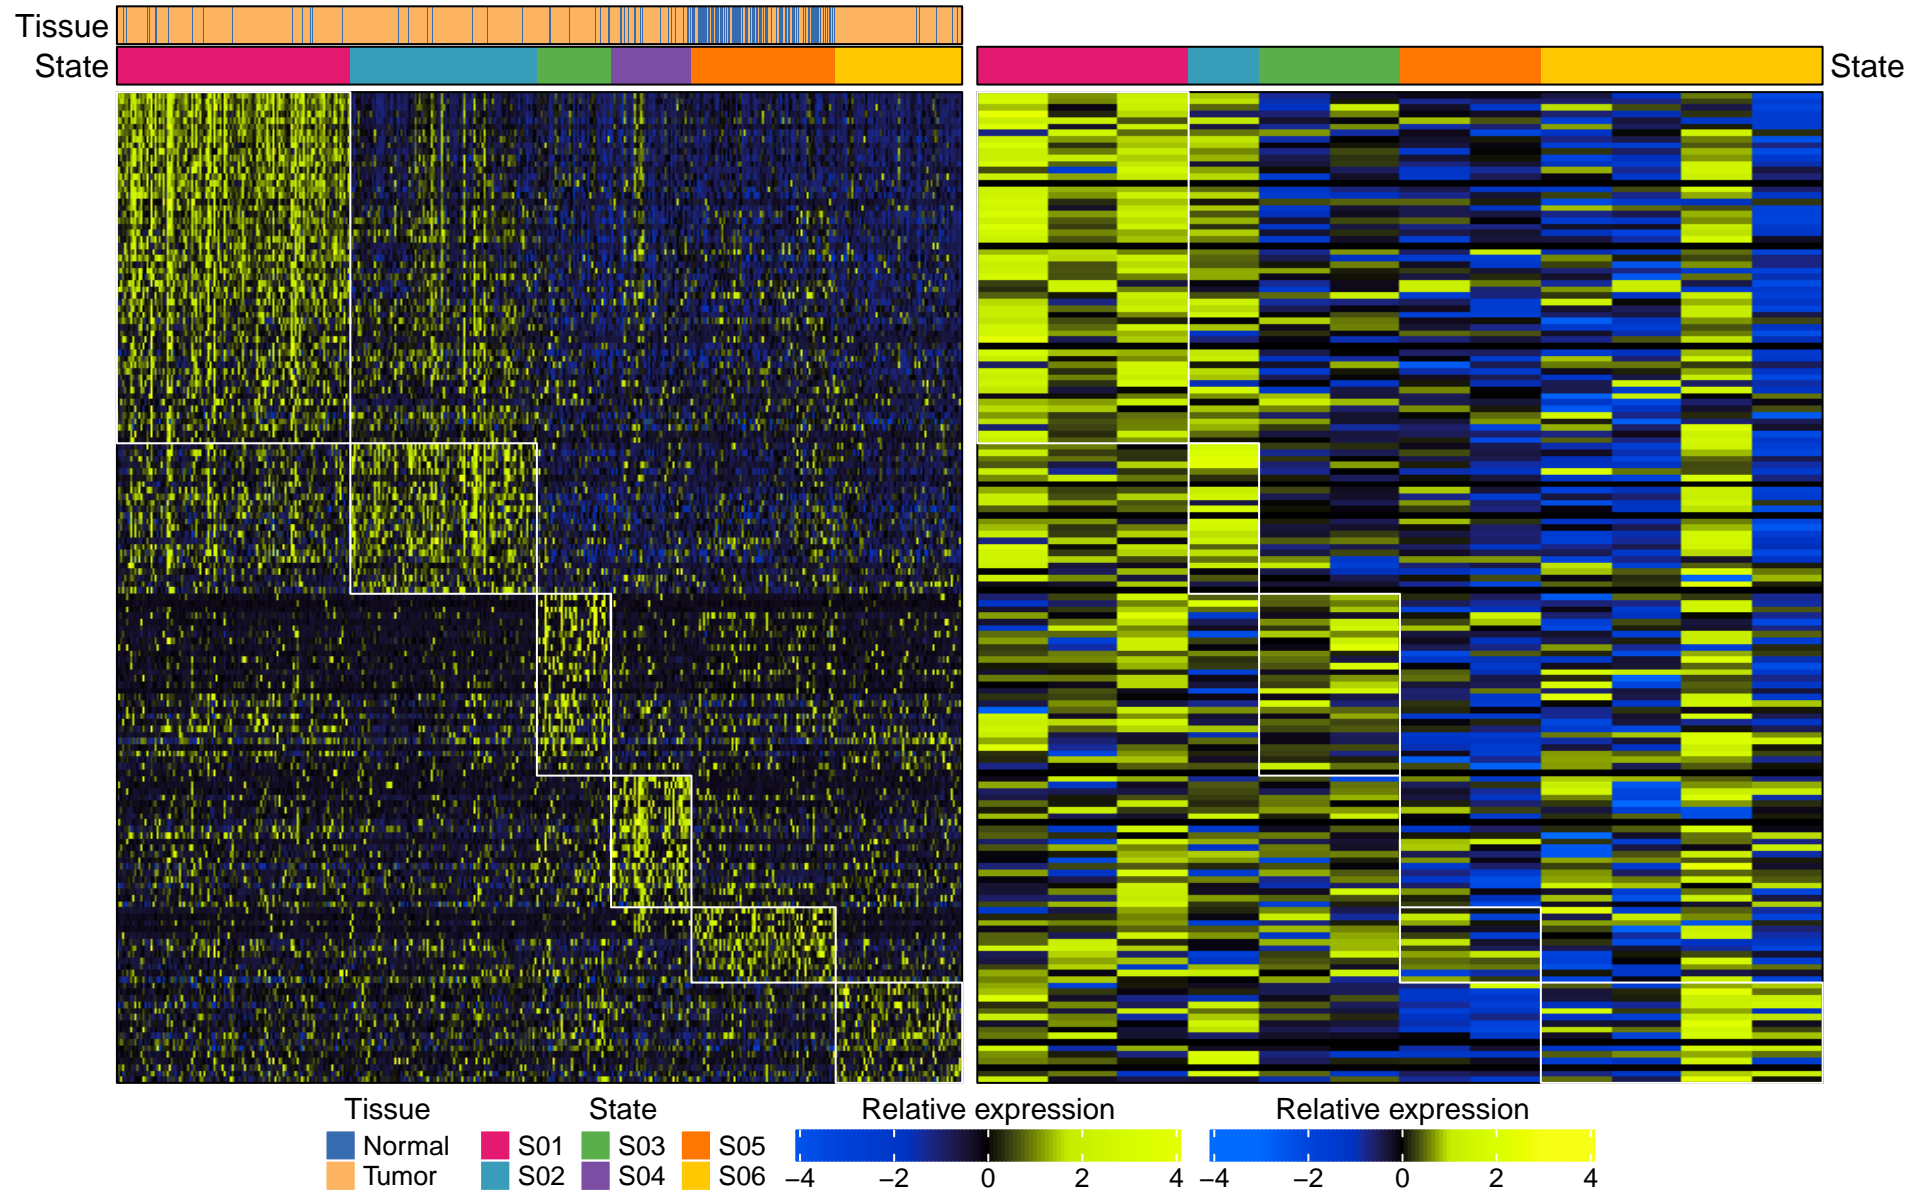 Tissue
State
State
Tissue State Relative expression Relative expression
Normal S01 S03 S05
Tumor S02 S04 S06
−4 −2 0 2 4 −4 −2 0 2 4